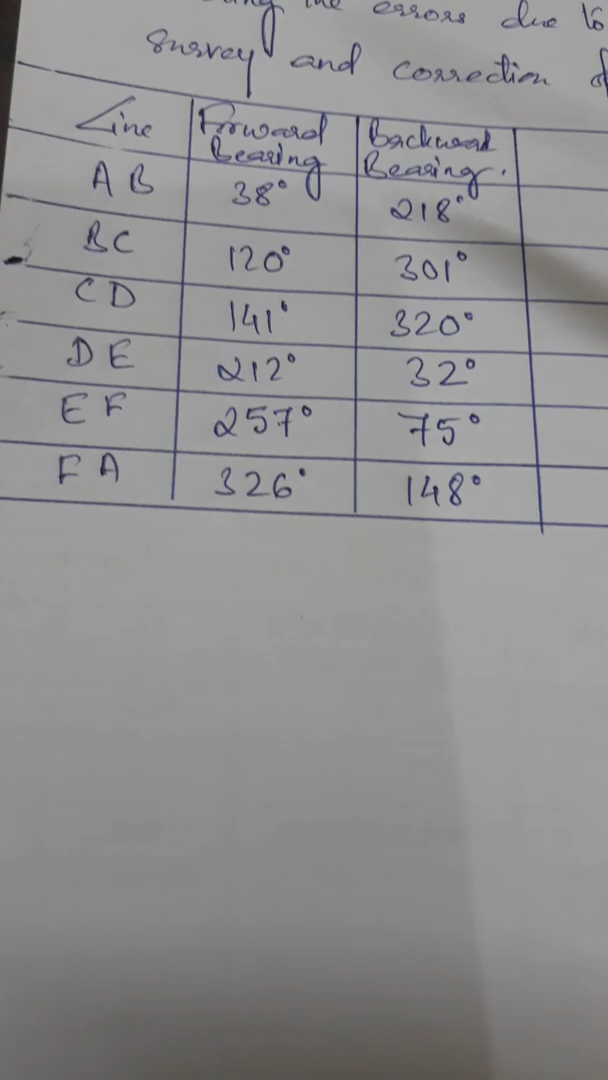 the errors due to
survey and correction of
Line Forward Bearing Backward Bearing.
AB 38° 218°
BC 120° 301°
CD 141° 320°
DE 212° 32°
EF 257° 75°
FA 326° 148°